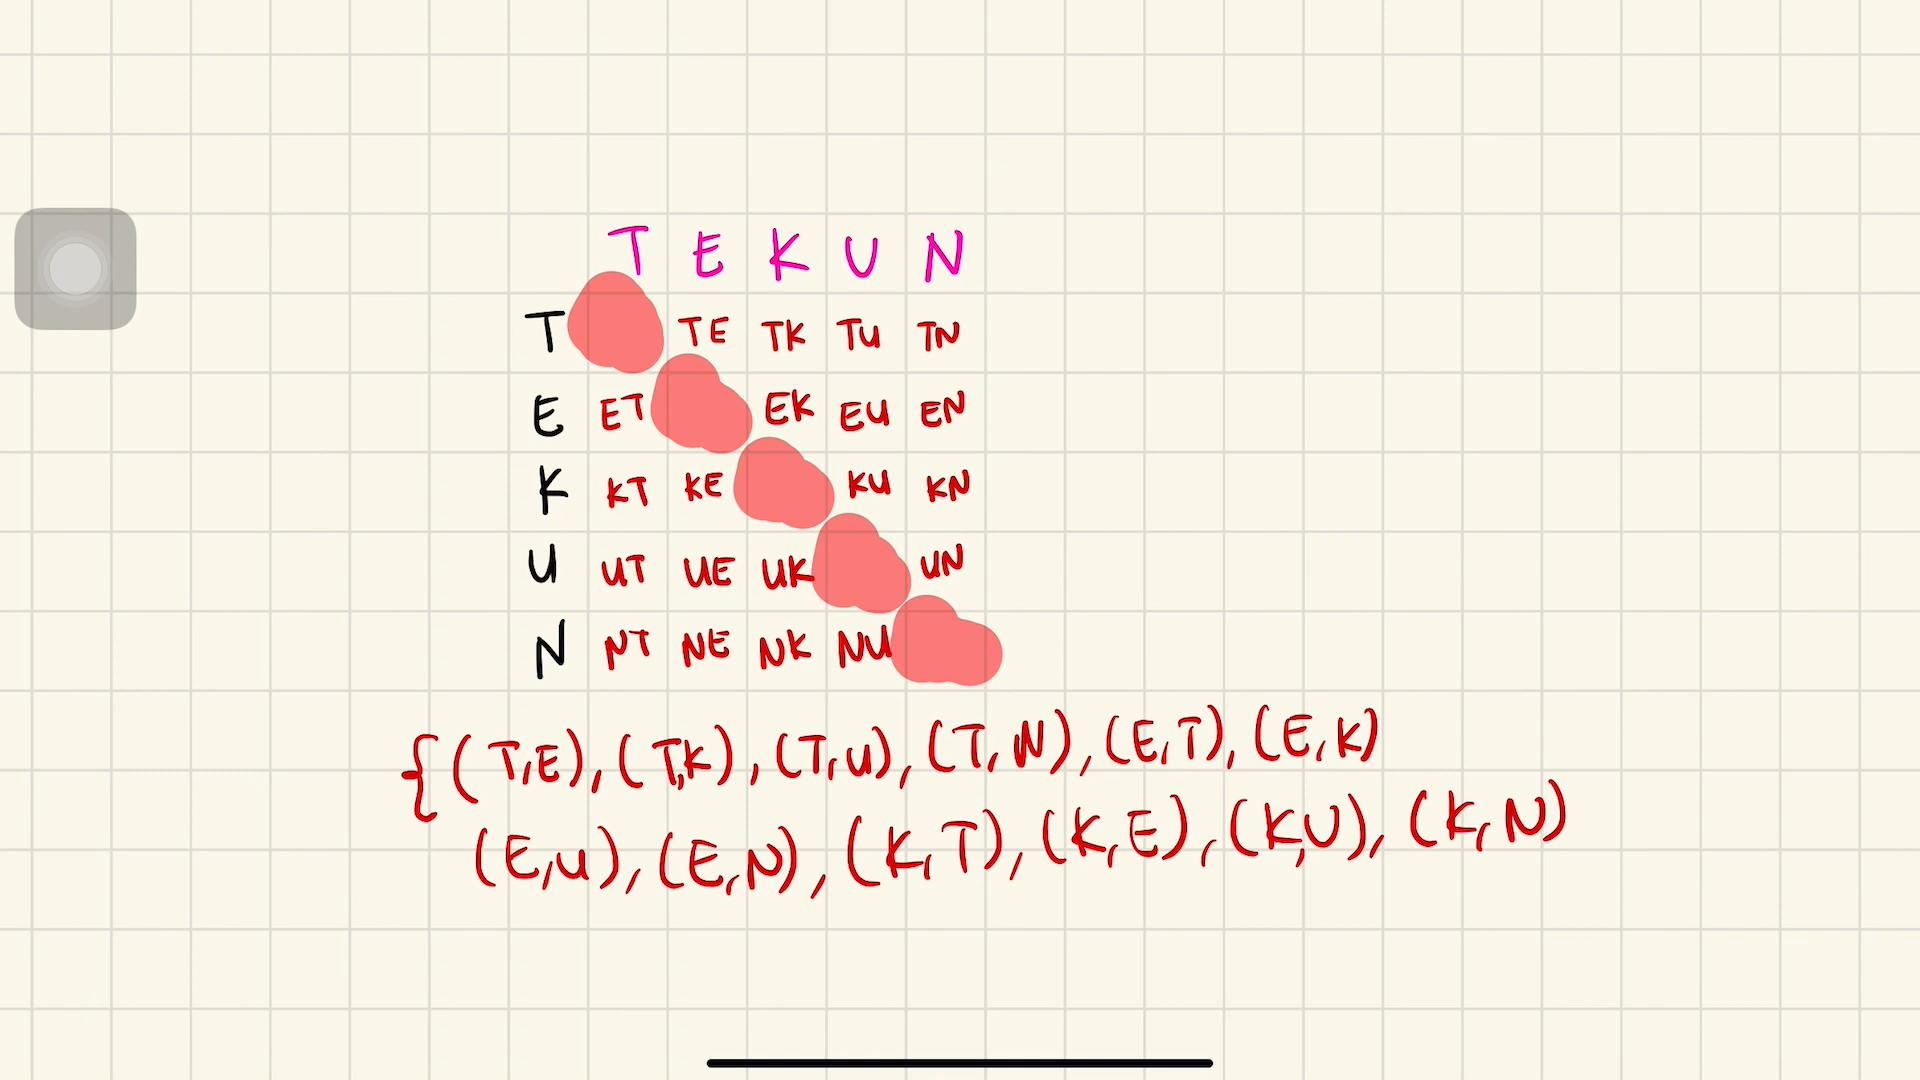 T E K U N
T TE TK TU TN
E ET EK EU EN
K KT KE KU KN
U UT UE UK UN
N NT NE NK NU
{(T,E), (T,K), (T,U), (T,N), (E,T), (E,K)
(E,U), (E,N), (K,T), (K,E), (K,U), (K,N)